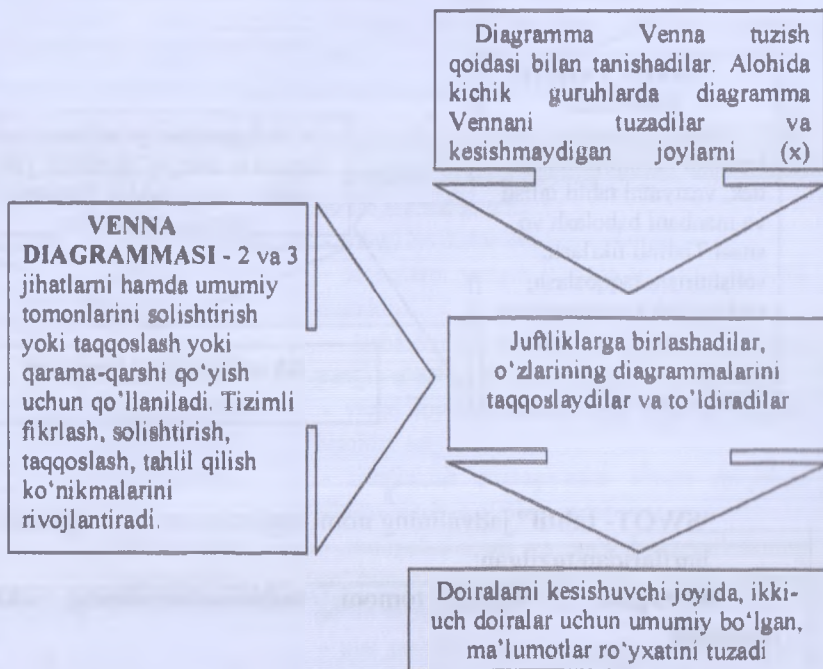 Diagramma Venna tuzish
qoidasi bilan tanishadilar. Alohida
kichik guruhlarda diagramma
Vennani tuzadilar va
kesishmaydigan joylarni (x)
VENNA
DIAGRAMMASI - 2 va 3
jihatlarni hamda umumiy
tomonlarini solishtirish
yoki taqqoslash yoki
qarama-qarshi qo‘yish
uchun qo‘llaniladi. Tizimli
fikrlash, solishtirish,
taqqoslash, tahlil qilish
ko‘nikmalarini
rivojlantiradi.
Juftliklarga birlashadilar,
o‘zlarining diagrammalarini
taqqoslaydilar va to‘ldiradilar
Doiralarni kesishuvchi joyida, ikki-
uch doiralar uchun umumiy bo‘lgan,
ma’lumotlar ro‘yxatini tuzadi